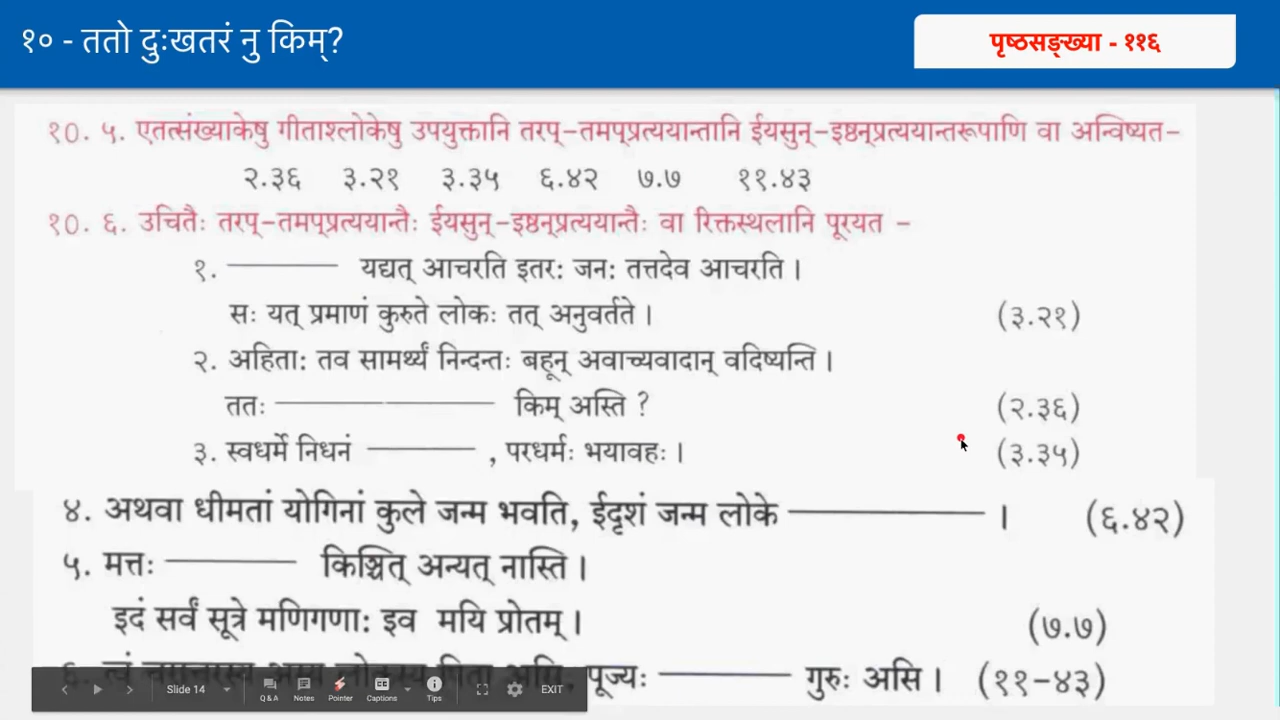 १० - ततो दुःखतरं नु किम्?
पृष्ठसङ्ख्या - ११६
१०. ५. एतत्संख्याकेषु गीताश्लोकेषु उपयुक्तानि तरप्-तमप्प्रत्ययान्तानि ईयसुन्-इष्ठन्प्रत्ययान्तरूपाणि वा अन्विष्यत-
२.३६ ३.२१ ३.३५ ६.४२ ७.७ ११.४३
१०. ६. उचितैः तरप्-तमप्प्रत्ययान्तैः ईयसुन्-इष्ठन्प्रत्ययान्तैः वा रिक्तस्थलानि पूरयत -
१. ———— यद्यत् आचरति इतरः जनः तत्तदेव आचरति।
सः यत् प्रमाणं कुरुते लोकः तत् अनुवर्तते। (३.२१)
२. अहिताः तव सामर्थ्यं निन्दन्तः बहून् अवाच्यवादान् वदिष्यन्ति।
ततः ———————— किम् अस्ति ? (२.३६)
३. स्वधर्मे निधनं ————, परधर्मः भयावहः। (३.३५)
४. अथवा धीमतां योगिनां कुले जन्म भवति, ईदृशं जन्म लोके ———————। (६.४२)
५. मत्तः ———— किञ्चित् अन्यत् नास्ति।
इदं सर्वं सूत्रे मणिगणाः इव मयि प्रोतम्। (७.७)
पूज्यः ———— गुरुः असि। (११-४३)
Slide 14 Q&A Notes Pointer Captions Tips EXIT